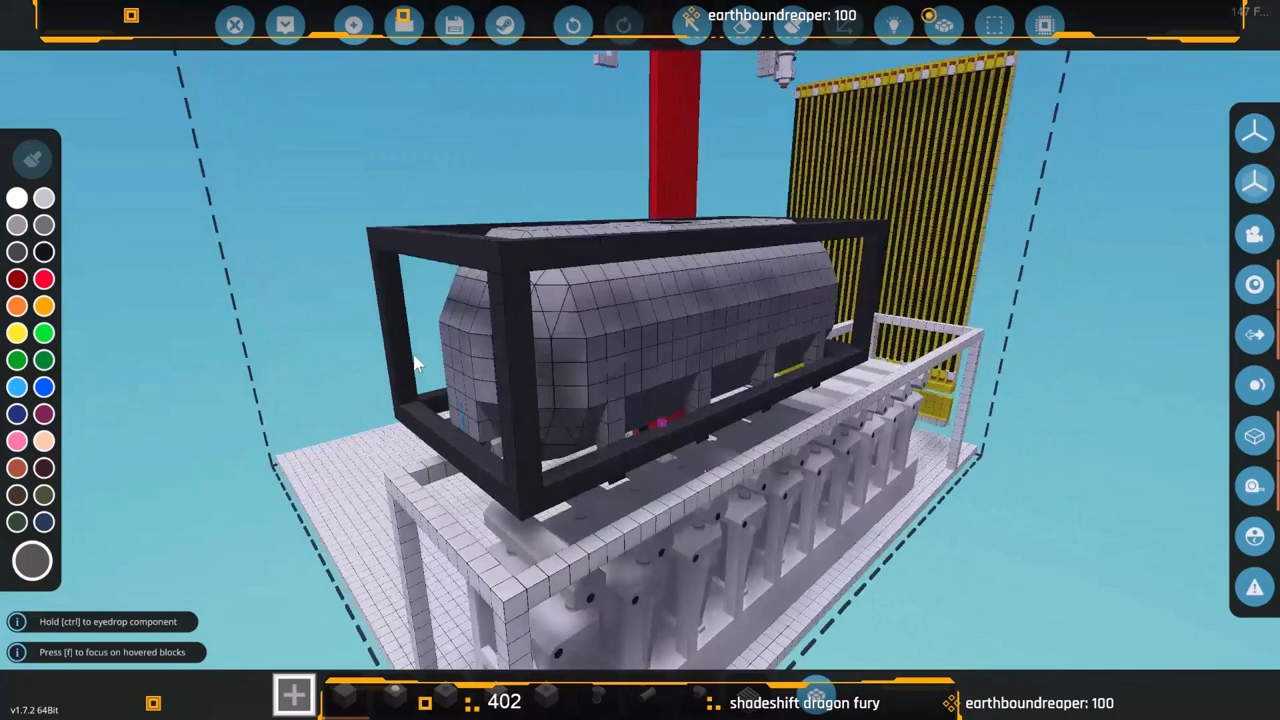 earthboundreaper: 100
147 F...
Hold [ctrl] to eyedrop component
Press [f] to focus on hovered blocks
v1.7.2 64Bit
402
shadeshift dragon fury
earthboundreaper: 100